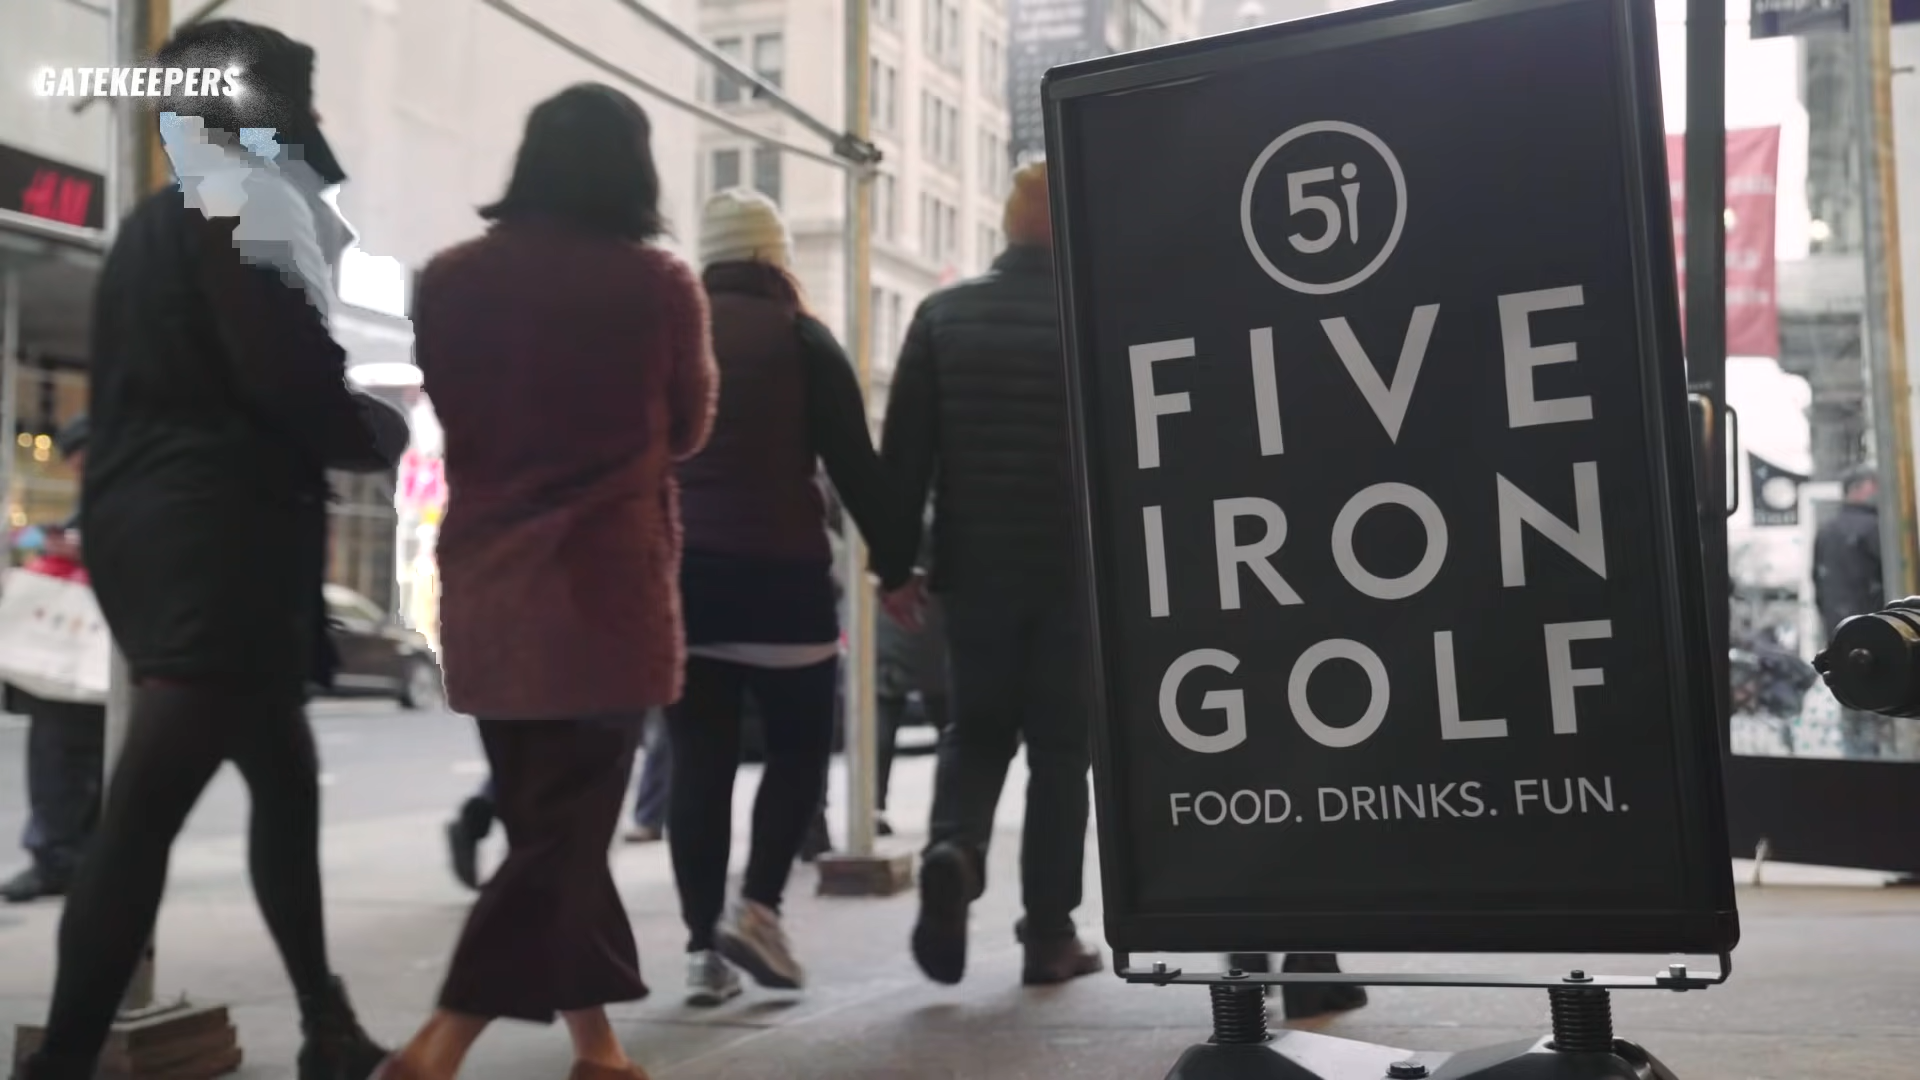 GATEKEEPERS
H&M
5i
FIVE
IRON
GOLF
FOOD. DRINKS. FUN.